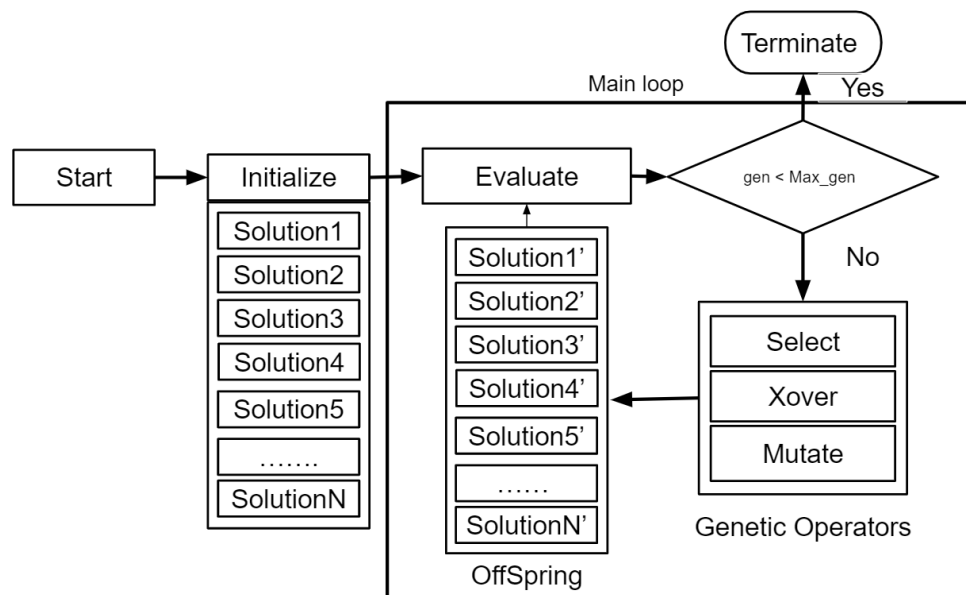 Terminate
Main loop
Yes
Start
Initialize
Evaluate
gen < Max_gen
Solution1
Solution2
Solution3
Solution4
Solution5
.......
SolutionN
Solution1’
Solution2’
Solution3’
Solution4’
Solution5’
......
SolutionN’
OffSpring
No
Select
Xover
Mutate
Genetic Operators